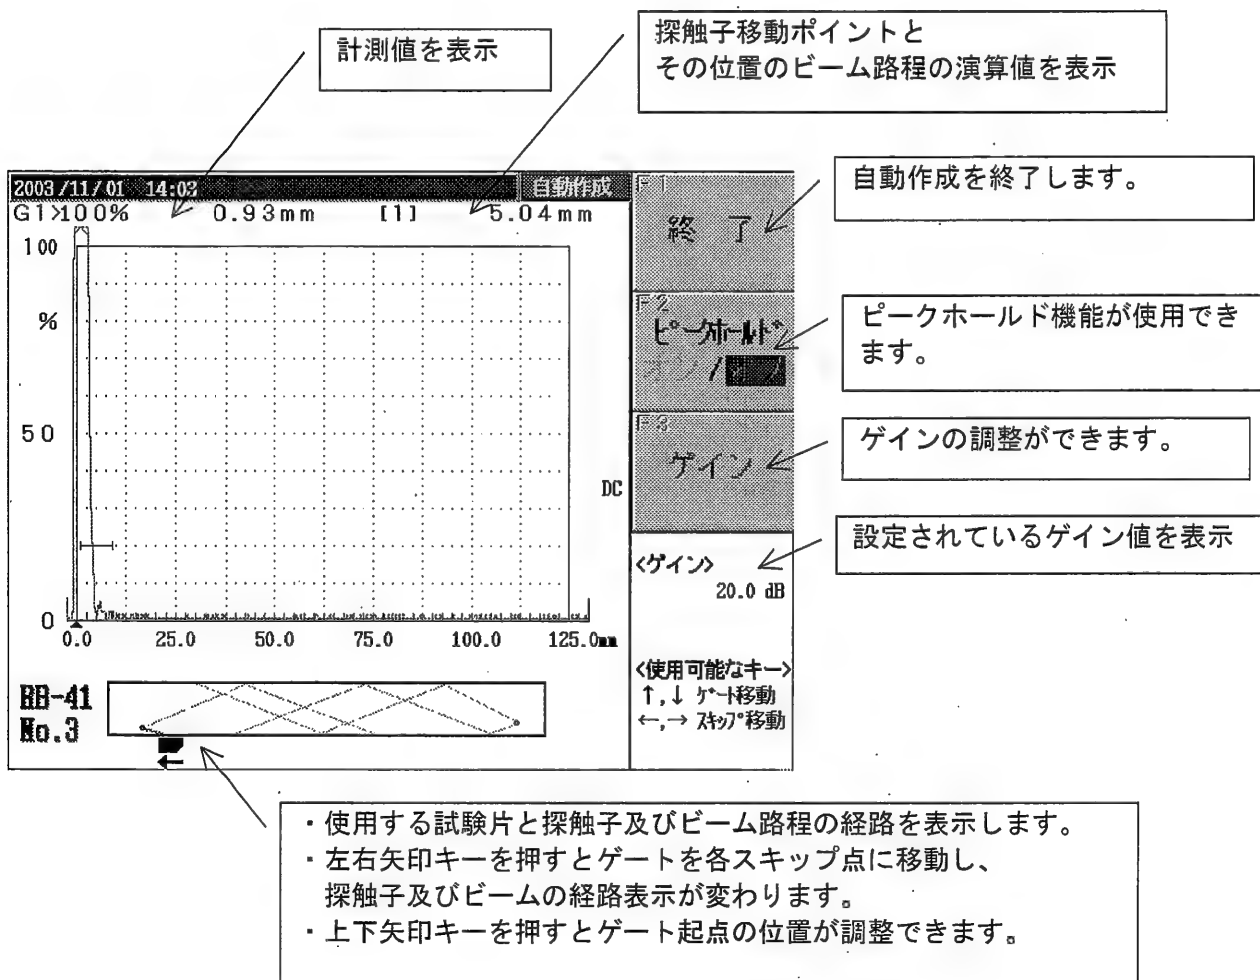 計測値を表示
探触子移動ポイントと
その位置のビーム路程の演算値を表示
2003/11/01 14:03 自動作成
G1>100% 0.93mm [1] 5.04mm
100
%
50
0
0.0 25.0 50.0 75.0 100.0 125.0mm
DC
RB-41
No.3
F1
終 了
自動作成を終了します。
F2
ピークホールド
オン/オフ
ピークホールド機能が使用でき
ます。
F3
ゲイン
ゲインの調整ができます。
<ゲイン>
20.0 dB
設定されているゲイン値を表示
<使用可能なキー>
↑,↓ ゲート移動
←,→ スキップ移動
・使用する試験片と探触子及びビーム路程の経路を表示します。
・左右矢印キーを押すとゲートを各スキップ点に移動し、
探触子及びビームの経路表示が変わります。
・上下矢印キーを押すとゲート起点の位置が調整できます。